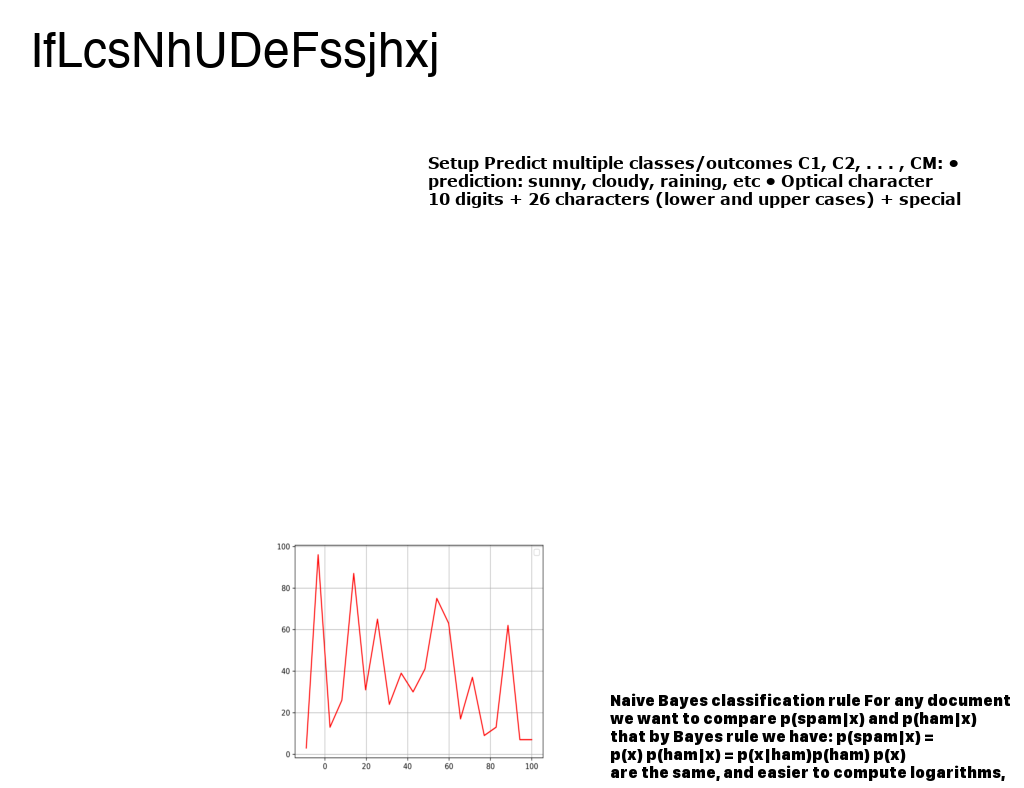 IfLcsNhUDeFssjhxj
Setup Predict multiple classes/outcomes C1, C2, . . . , CM: •
prediction: sunny, cloudy, raining, etc • Optical character
10 digits + 26 characters (lower and upper cases) + special
100
80
60
40
20
0
0 20 40 60 80 100
Naive Bayes classification rule For any document
we want to compare p(spam|x) and p(ham|x)
that by Bayes rule we have: p(spam|x) =
p(x) p(ham|x) = p(x|ham)p(ham) p(x)
are the same, and easier to compute logarithms,